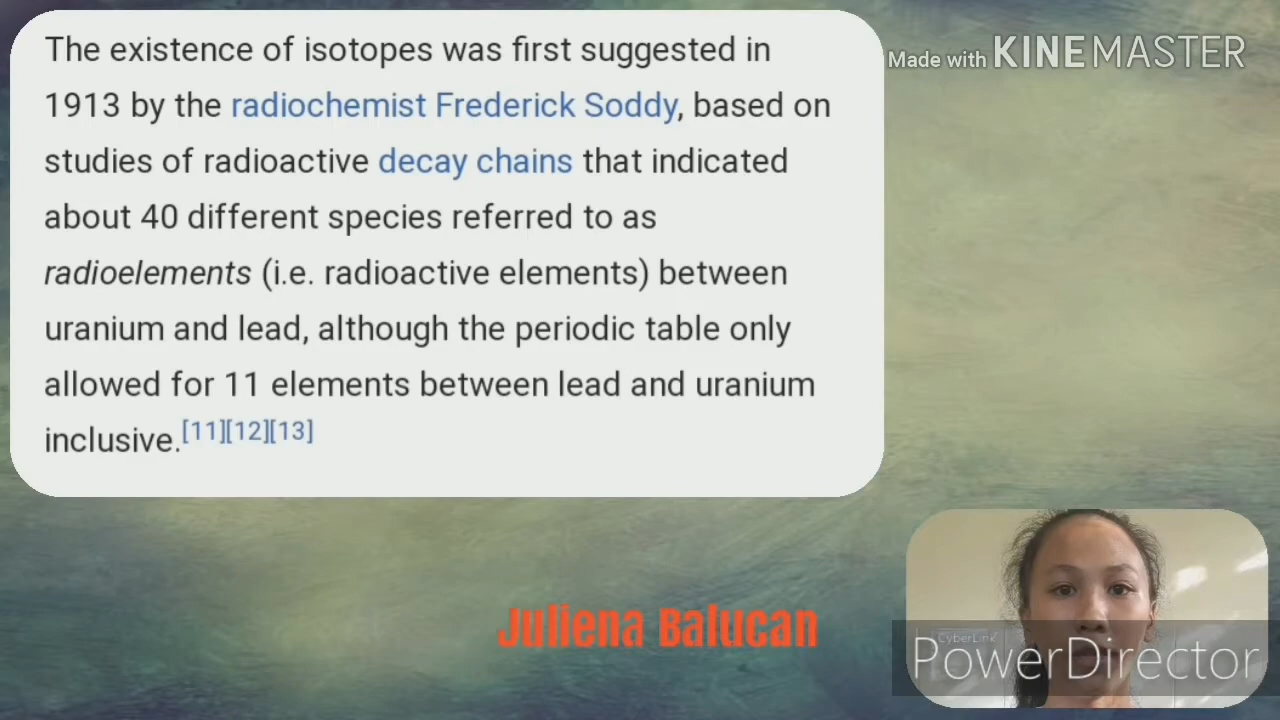 The existence of isotopes was first suggested in
1913 by the radiochemist Frederick Soddy, based on
studies of radioactive decay chains that indicated
about 40 different species referred to as
radioelements (i.e. radioactive elements) between
uranium and lead, although the periodic table only
allowed for 11 elements between lead and uranium
inclusive.[11][12][13]
Made with KINEMASTER
Juliena Balucan
CyberLink
PowerDirector